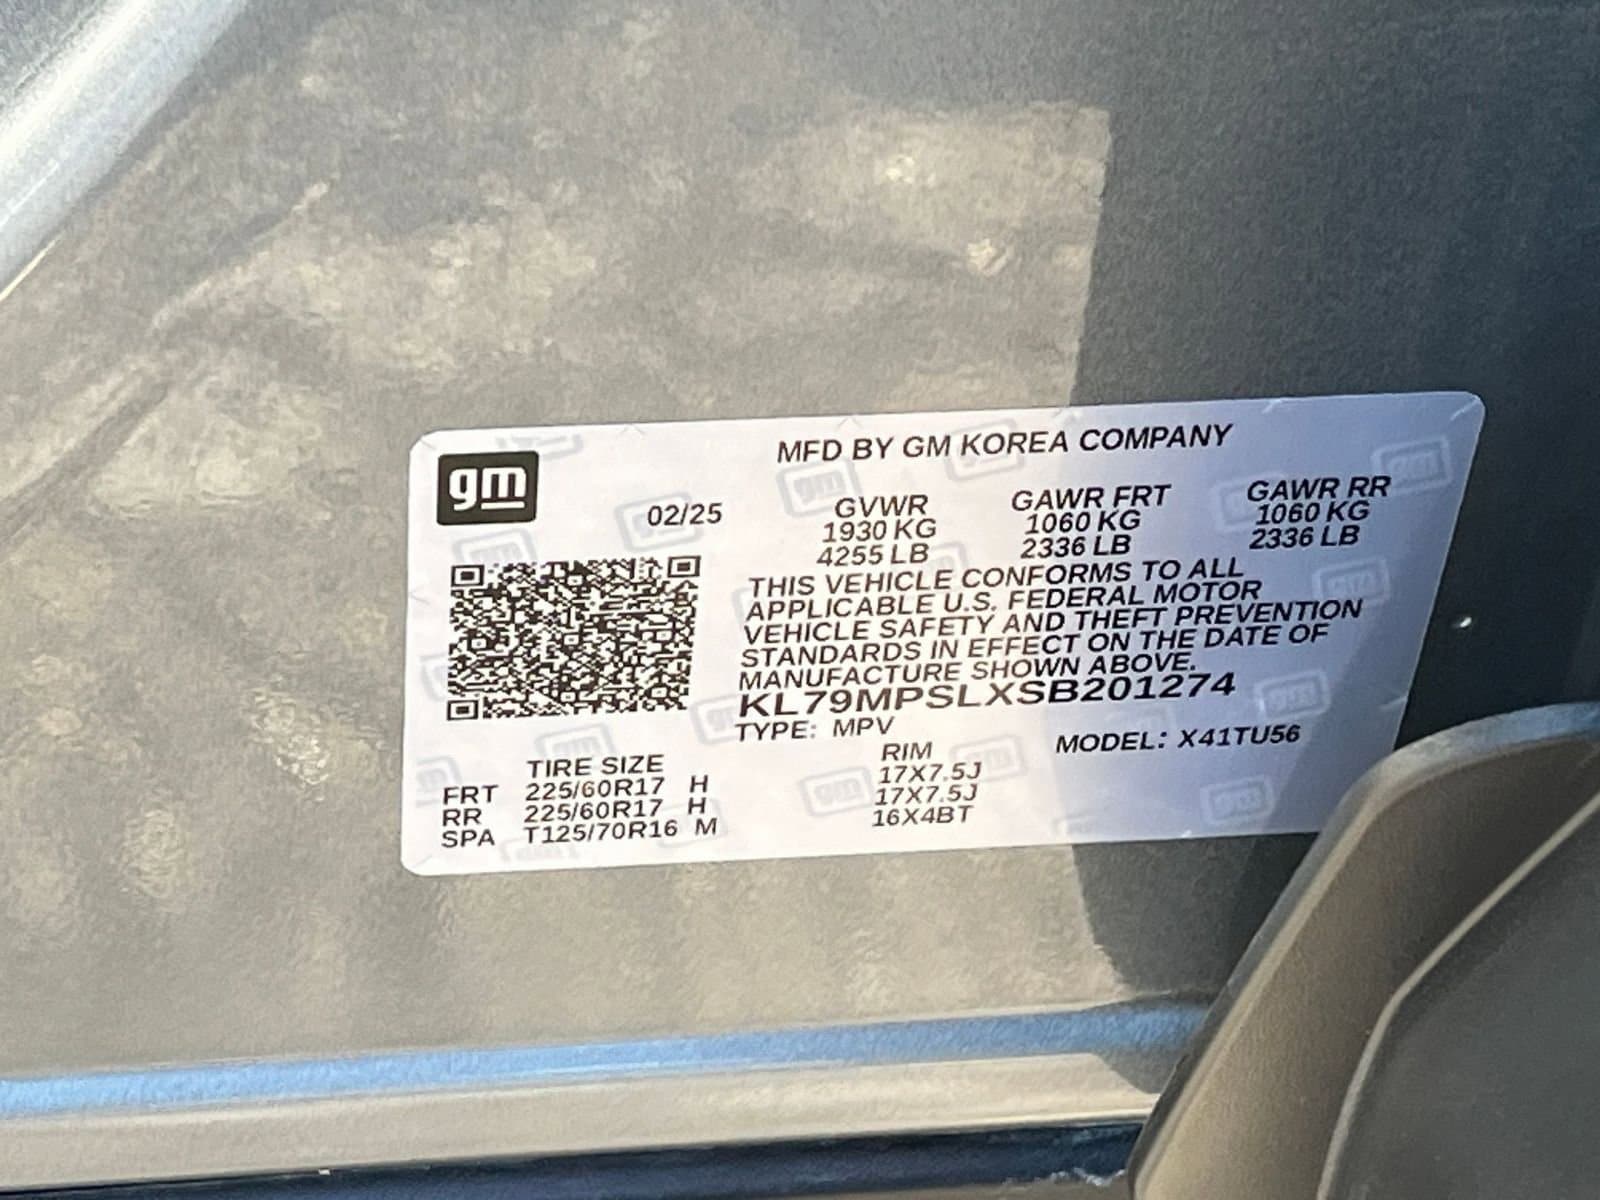 gm
MFD BY GM KOREA COMPANY
02/25
GVWR GAWR FRT GAWR RR
1930 KG 1060 KG 1060 KG
4255 LB 2336 LB 2336 LB
THIS VEHICLE CONFORMS TO ALL
APPLICABLE U.S. FEDERAL MOTOR
VEHICLE SAFETY AND THEFT PREVENTION
STANDARDS IN EFFECT ON THE DATE OF
MANUFACTURE SHOWN ABOVE.
KL79MPSLXSB201274
TYPE: MPV MODEL: X41TU56
TIRE SIZE RIM
FRT 225/60R17 H 17X7.5J
RR 225/60R17 H 17X7.5J
SPA T125/70R16 M 16X4BT